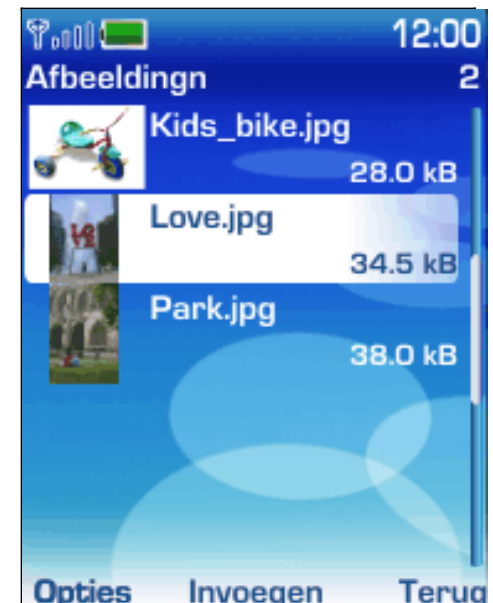 12:00
Afbeeldingn 2
Kids_bike.jpg
28.0 kB
Love.jpg
34.5 kB
Park.jpg
38.0 kB
Opties Invoegen Terug